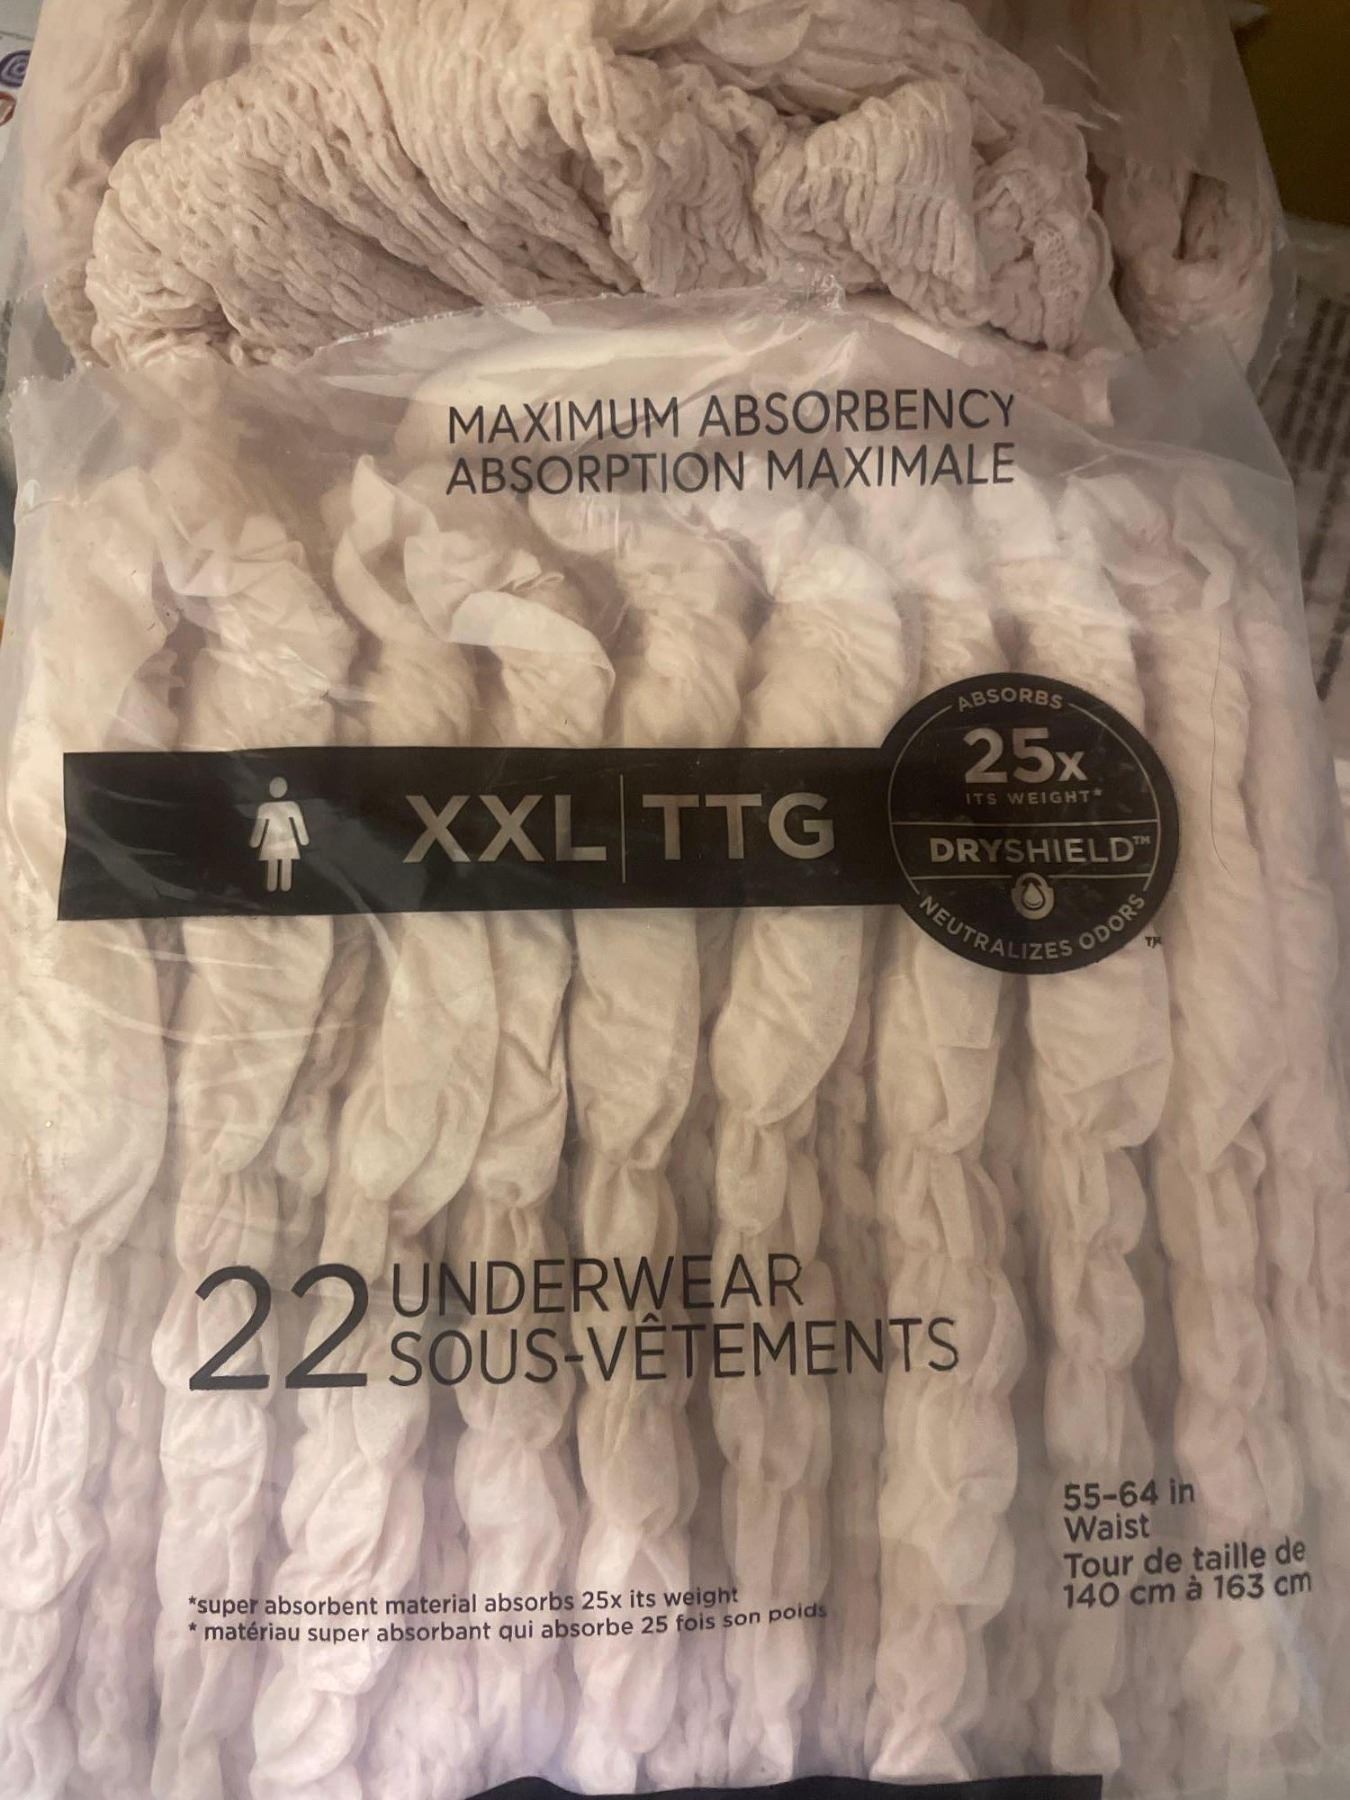 MAXIMUM ABSORBENCY
ABSORPTION MAXIMALE
XXL | TTG
ABSORBS
25x
ITS WEIGHT*
DRYSHIELD™
NEUTRALIZES ODORS™
22 UNDERWEAR
SOUS-VÊTEMENTS
55-64 in
Waist
Tour de taille de
140 cm à 163 cm
*super absorbent material absorbs 25x its weight
* matériau super absorbant qui absorbe 25 fois son poids